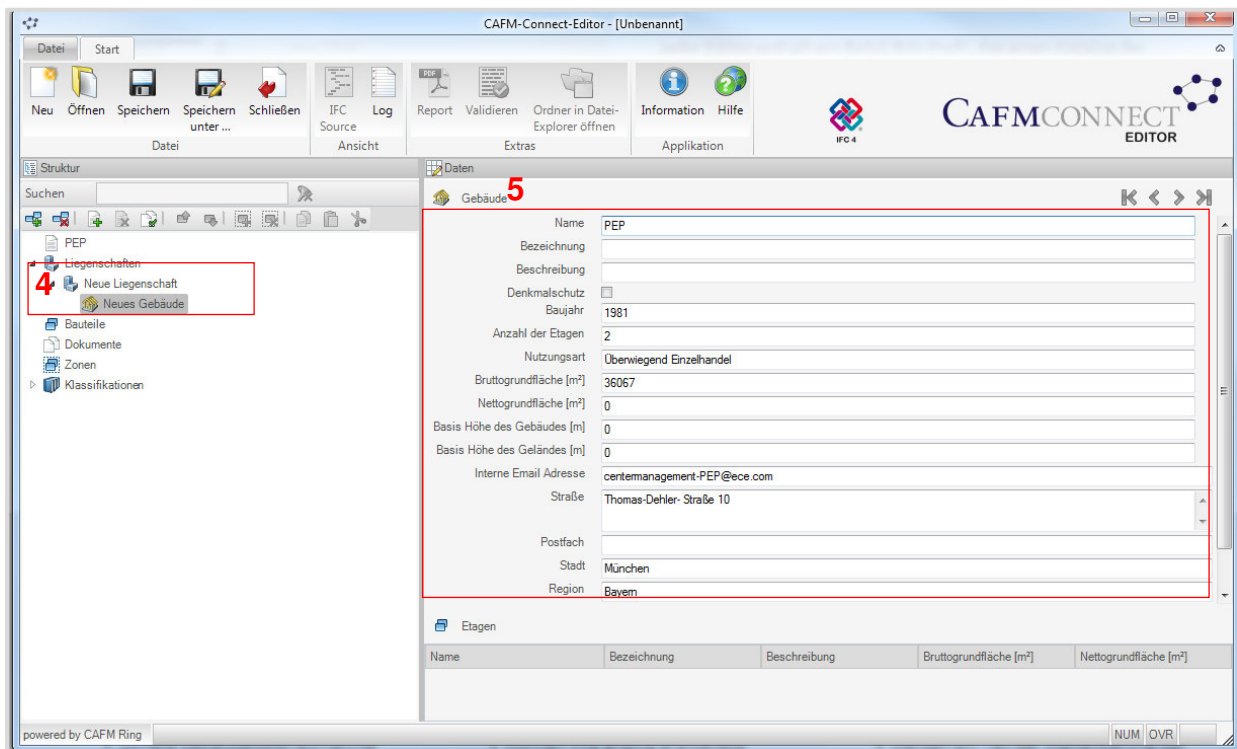 CAFM-Connect-Editor - [Unbenannt]
Datei Start
Neu Öffnen Speichern Speichern unter ... Schließen
IFC Source Log
Report Validieren Ordner in Datei-Explorer öffnen
Information Hilfe
Datei Ansicht Extras Applikation
IFC 4
CAFMCONNECT
EDITOR
Struktur
Suchen
PEP
Liegenschaften
4
Neue Liegenschaft
Neues Gebäude
Bauteile
Dokumente
Zonen
Klassifikationen
Daten
Gebäude 5
Name PEP
Bezeichnung
Beschreibung
Denkmalschutz
Baujahr 1981
Anzahl der Etagen 2
Nutzungsart Überwiegend Einzelhandel
Bruttogrundfläche [m²] 36067
Nettogrundfläche [m²] 0
Basis Höhe des Gebäudes [m] 0
Basis Höhe des Geländes [m] 0
Interne Email Adresse centermanagement-PEP@ece.com
Straße Thomas-Dehler- Straße 10
Postfach
Stadt München
Region Bayern
Etagen
Name Bezeichnung Beschreibung Bruttogrundfläche [m²] Nettogrundfläche [m²]
powered by CAFM Ring
NUM OVR